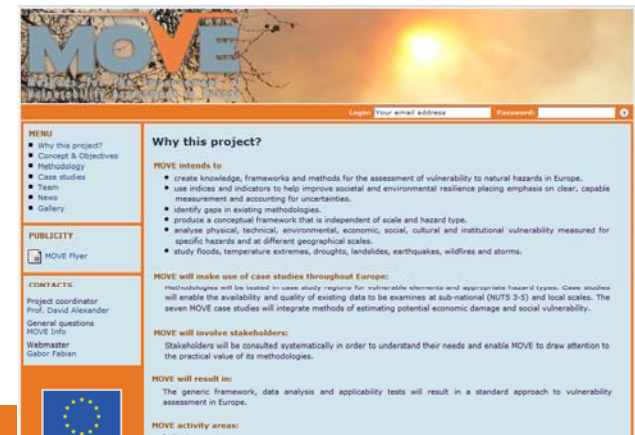 MOVE
Methods for the Improvement of
Vulnerability Assessment in Europe
Login: Your email address Password:
MENU
Why this project?
Concept & Objectives
Methodology
Case studies
Team
News
Gallery
PUBLICITY
MOVE Flyer
CONTACTS
Project coordinator
Prof. David Alexander
General questions
MOVE Info
Webmaster
Gabor Fabian
Why this project?
MOVE intends to
create knowledge, frameworks and methods for the assessment of vulnerability to natural hazards in Europe.
use indices and indicators to help improve societal and environmental resilience placing emphasis on clear, capable
measurement and accounting for uncertainties.
identify gaps in existing methodologies.
produce a conceptual framework that is independent of scale and hazard type.
analyse physical, technical, environmental, economic, social, cultural and institutional vulnerability measured for
specific hazards and at different geographical scales.
study floods, temperature extremes, droughts, landslides, earthquakes, wildfires and storms.
MOVE will make use of case studies throughout Europe:
Methodologies will be tested in case study regions for vulnerable elements and appropriate hazard types. Case studies
will enable the availability and quality of existing data to be examines at sub-national (NUTS 3-5) and local scales. The
seven MOVE case studies will integrate methods of estimating potential economic damage and social vulnerability.
MOVE will involve stakeholders:
Stakeholders will be consulted systematically in order to understand their needs and enable MOVE to draw attention to
the practical value of its methodologies.
MOVE will result in:
The generic framework, data analysis and applicability tests will result in a standard approach to vulnerability
assessment in Europe.
MOVE activity areas: